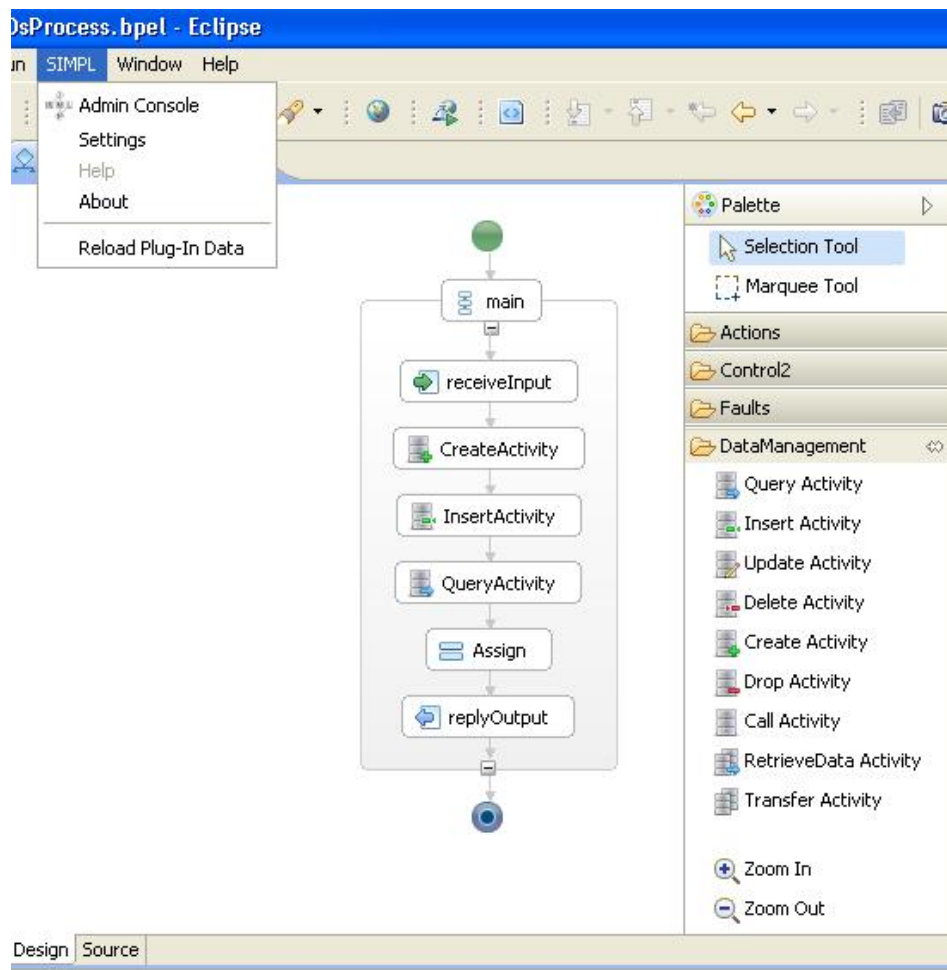 OsProcess.bpel - Eclipse
un SIMPL Window Help
Admin Console
Settings
Help
About
Reload Plug-In Data
main
receiveInput
CreateActivity
InsertActivity
QueryActivity
Assign
replyOutput
Palette
Selection Tool
Marquee Tool
Actions
Control2
Faults
DataManagement
Query Activity
Insert Activity
Update Activity
Delete Activity
Create Activity
Drop Activity
Call Activity
RetrieveData Activity
Transfer Activity
Zoom In
Zoom Out
Design Source